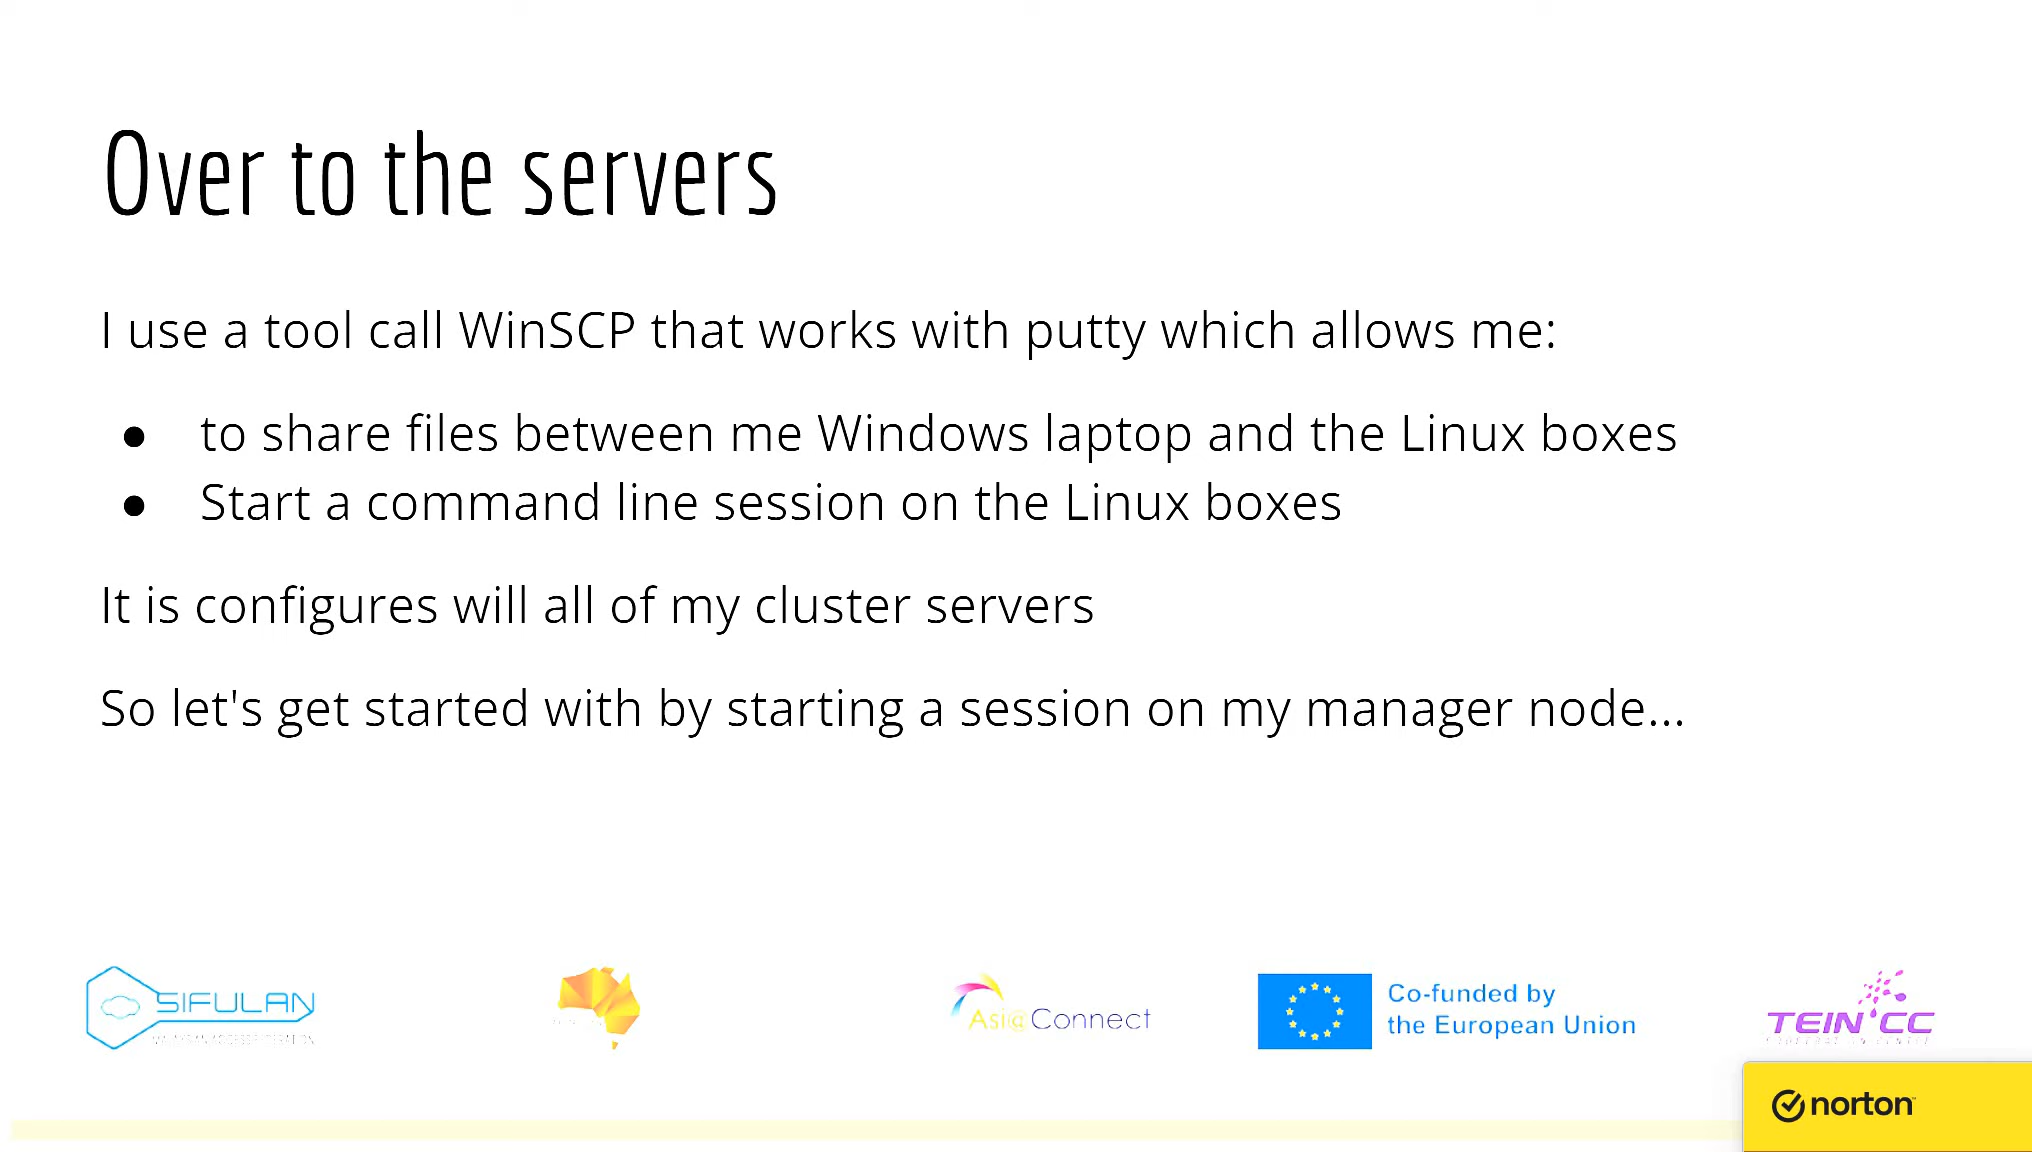 Over to the servers
I use a tool call WinSCP that works with putty which allows me:
● to share files between me Windows laptop and the Linux boxes
● Start a command line session on the Linux boxes
It is configures will all of my cluster servers
So let's get started with by starting a session on my manager node...
SIFULAN
Asi@Connect
Co-funded by
the European Union
TEIN CC
norton